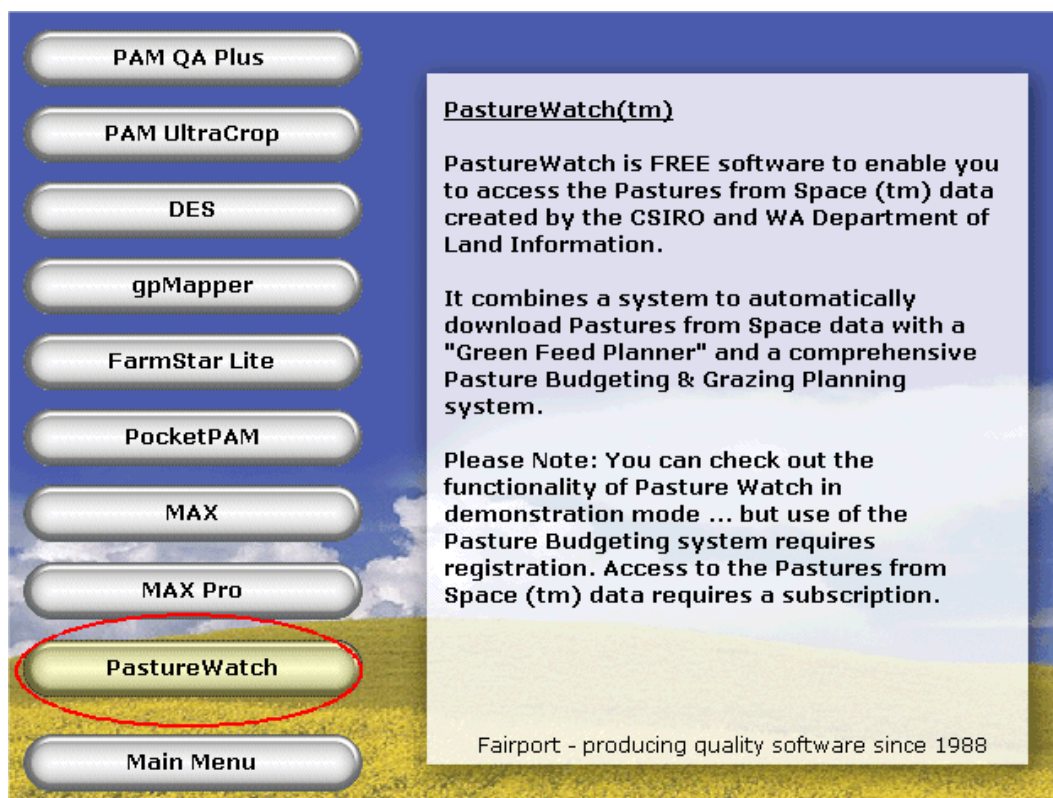 PAM QA Plus
PAM UltraCrop
DES
gpMapper
FarmStar Lite
PocketPAM
MAX
MAX Pro
PastureWatch
Main Menu
PastureWatch(tm)
PastureWatch is FREE software to enable you
to access the Pastures from Space (tm) data
created by the CSIRO and WA Department of
Land Information.
It combines a system to automatically
download Pastures from Space data with a
"Green Feed Planner" and a comprehensive
Pasture Budgeting & Grazing Planning
system.
Please Note: You can check out the
functionality of Pasture Watch in
demonstration mode ... but use of the
Pasture Budgeting system requires
registration. Access to the Pastures from
Space (tm) data requires a subscription.
Fairport - producing quality software since 1988